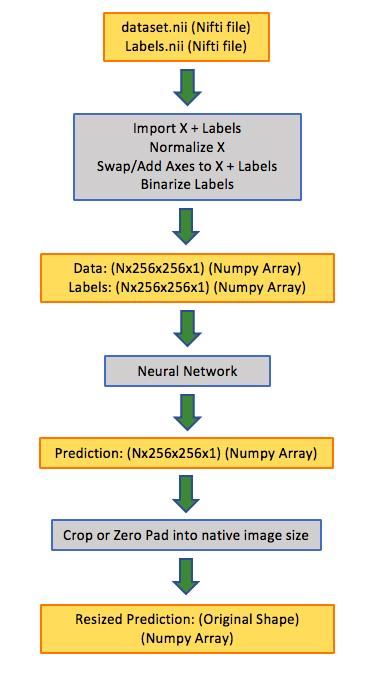 dataset.nii (Nifti file)
Labels.nii (Nifti file)
Import X + Labels
Normalize X
Swap/Add Axes to X + Labels
Binarize Labels
Data: (Nx256x256x1) (Numpy Array)
Labels: (Nx256x256x1) (Numpy Array)
Neural Network
Prediction: (Nx256x256x1) (Numpy Array)
Crop or Zero Pad into native image size
Resized Prediction: (Original Shape)
(Numpy Array)